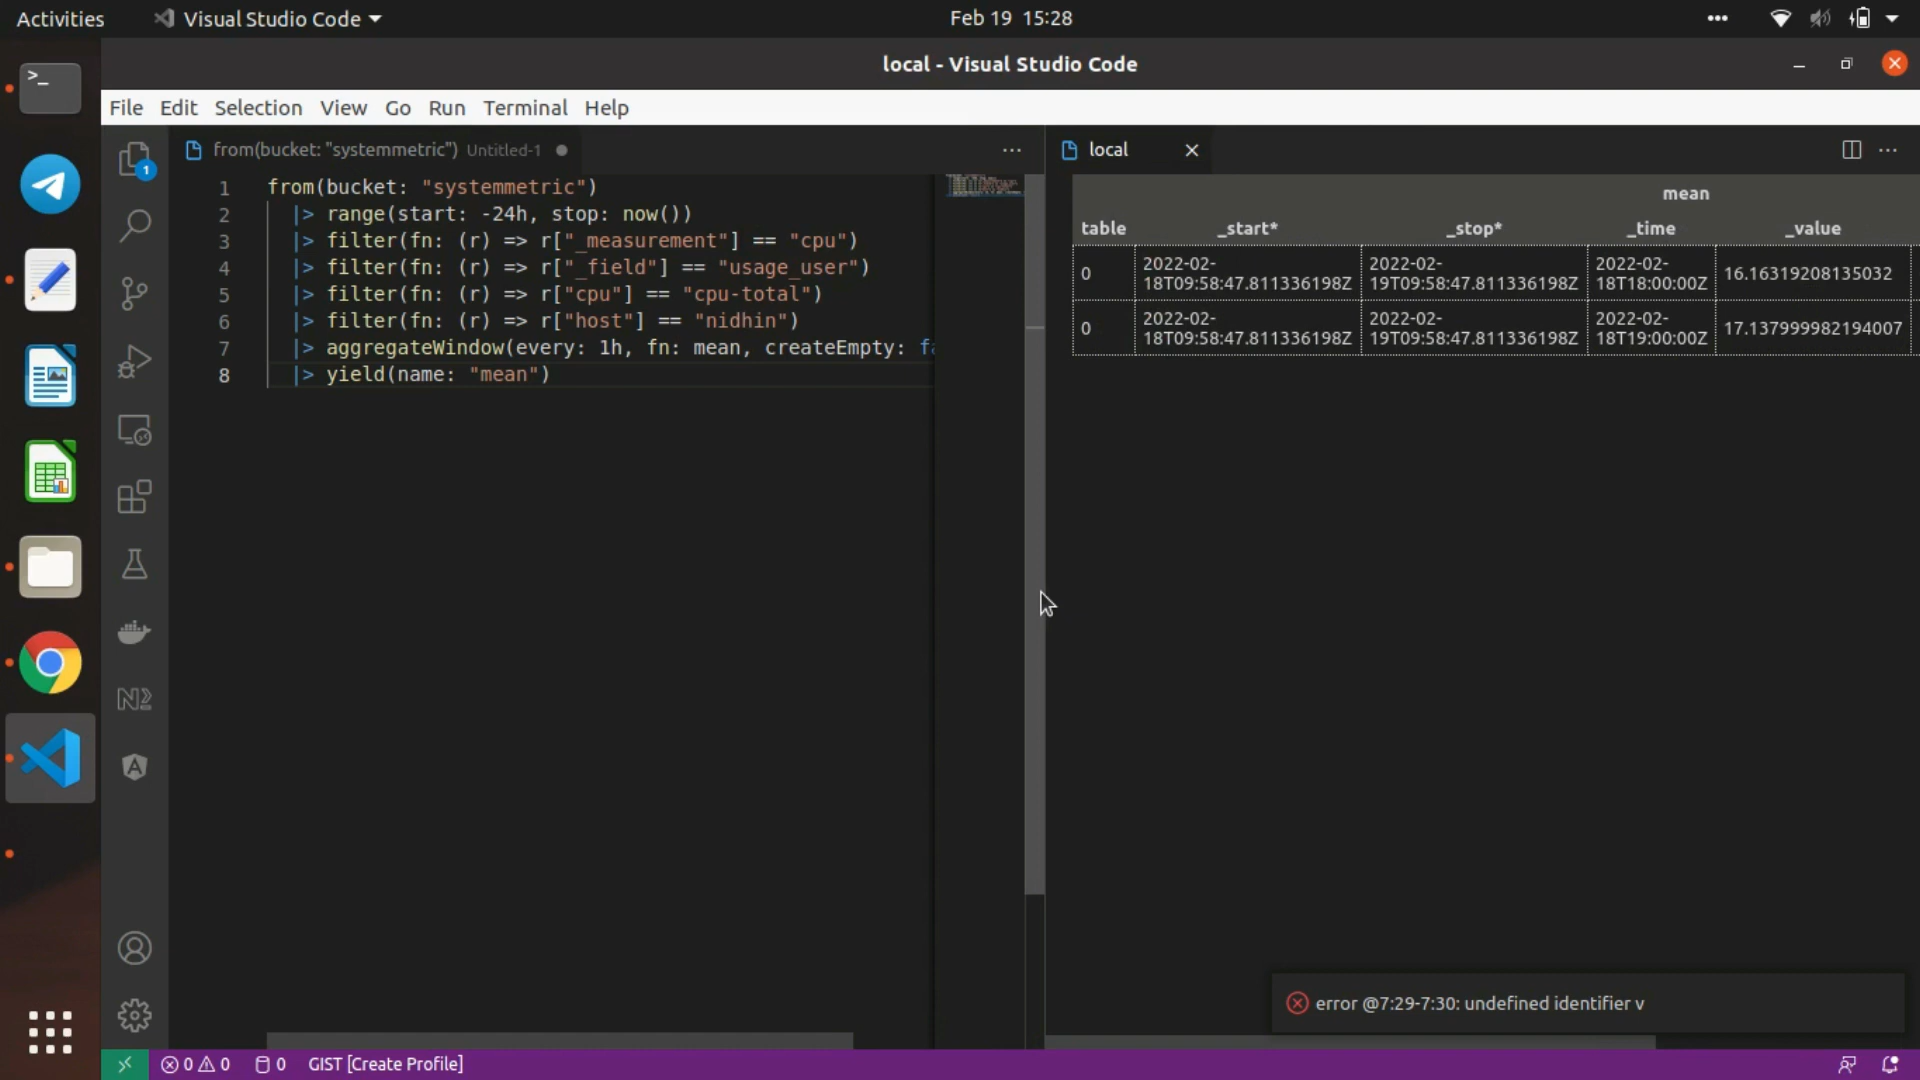 Activities
Visual Studio Code
Feb 19 15:28
local - Visual Studio Code
File Edit Selection View Go Run Terminal Help
1
from(bucket: "systemmetric") Untitled-1
1 from(bucket: "systemmetric")
2 |> range(start: -24h, stop: now())
3 |> filter(fn: (r) => r["_measurement"] == "cpu")
4 |> filter(fn: (r) => r["_field"] == "usage_user")
5 |> filter(fn: (r) => r["cpu"] == "cpu-total")
6 |> filter(fn: (r) => r["host"] == "nidhin")
7 |> aggregateWindow(every: 1h, fn: mean, createEmpty: fa
8 |> yield(name: "mean")
local
mean
table _start* _stop* _time _value
0 2022-02-18T09:58:47.811336198Z 2022-02-19T09:58:47.811336198Z 2022-02-18T18:00:00Z 16.16319208135032
0 2022-02-18T09:58:47.811336198Z 2022-02-19T09:58:47.811336198Z 2022-02-18T19:00:00Z 17.137999982194007
error @7:29-7:30: undefined identifier v
0 0 0 GIST [Create Profile]